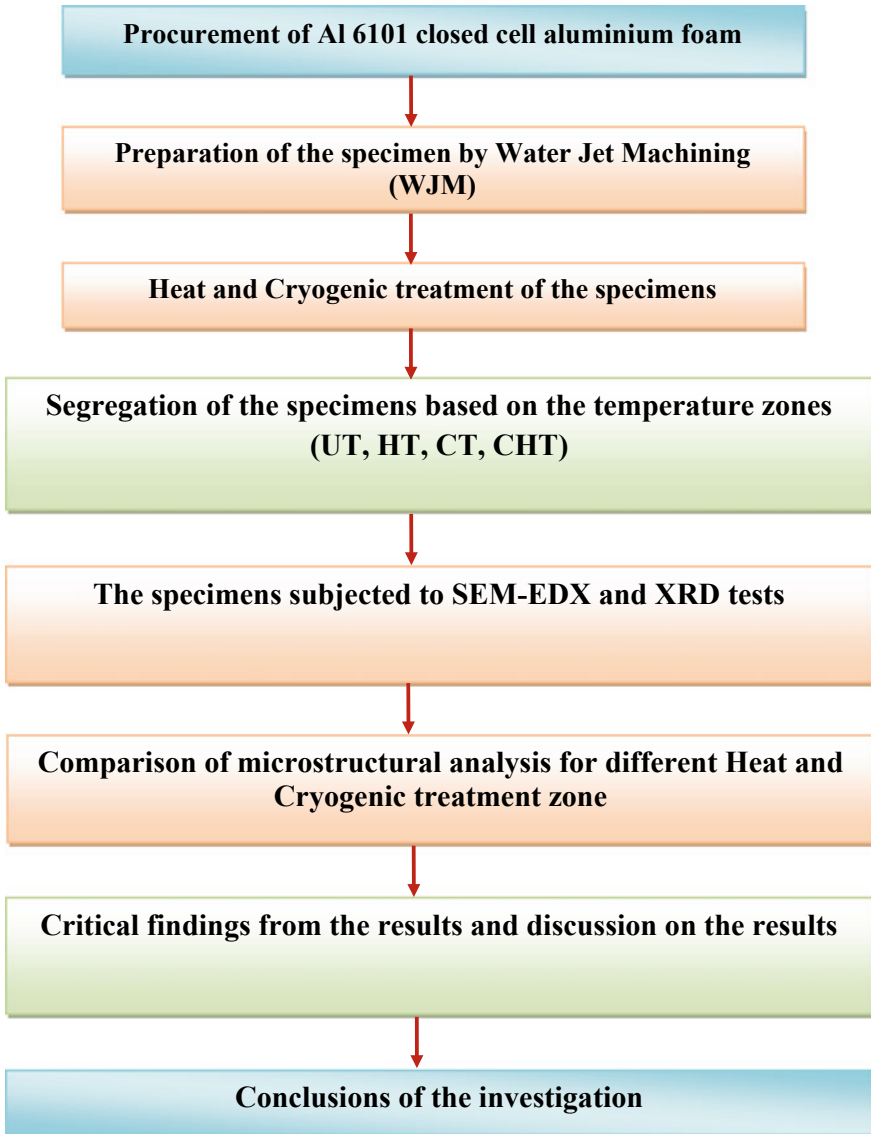 Procurement of Al 6101 closed cell aluminium foam
Preparation of the specimen by Water Jet Machining
(WJM)
Heat and Cryogenic treatment of the specimens
Segregation of the specimens based on the temperature zones
(UT, HT, CT, CHT)
The specimens subjected to SEM-EDX and XRD tests
Comparison of microstructural analysis for different Heat and
Cryogenic treatment zone
Critical findings from the results and discussion on the results
Conclusions of the investigation